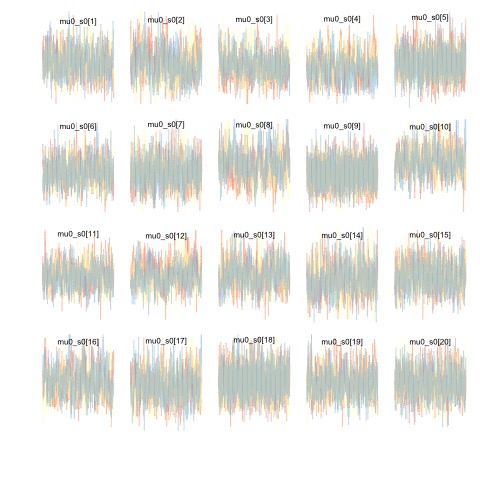 mu0_s0[1] mu0_s0[2] mu0_s0[3] mu0_s0[4] mu0_s0[5]
mu0_s0[6] mu0_s0[7] mu0_s0[8] mu0_s0[9] mu0_s0[10]
mu0_s0[11] mu0_s0[12] mu0_s0[13] mu0_s0[14] mu0_s0[15]
mu0_s0[16] mu0_s0[17] mu0_s0[18] mu0_s0[19] mu0_s0[20]